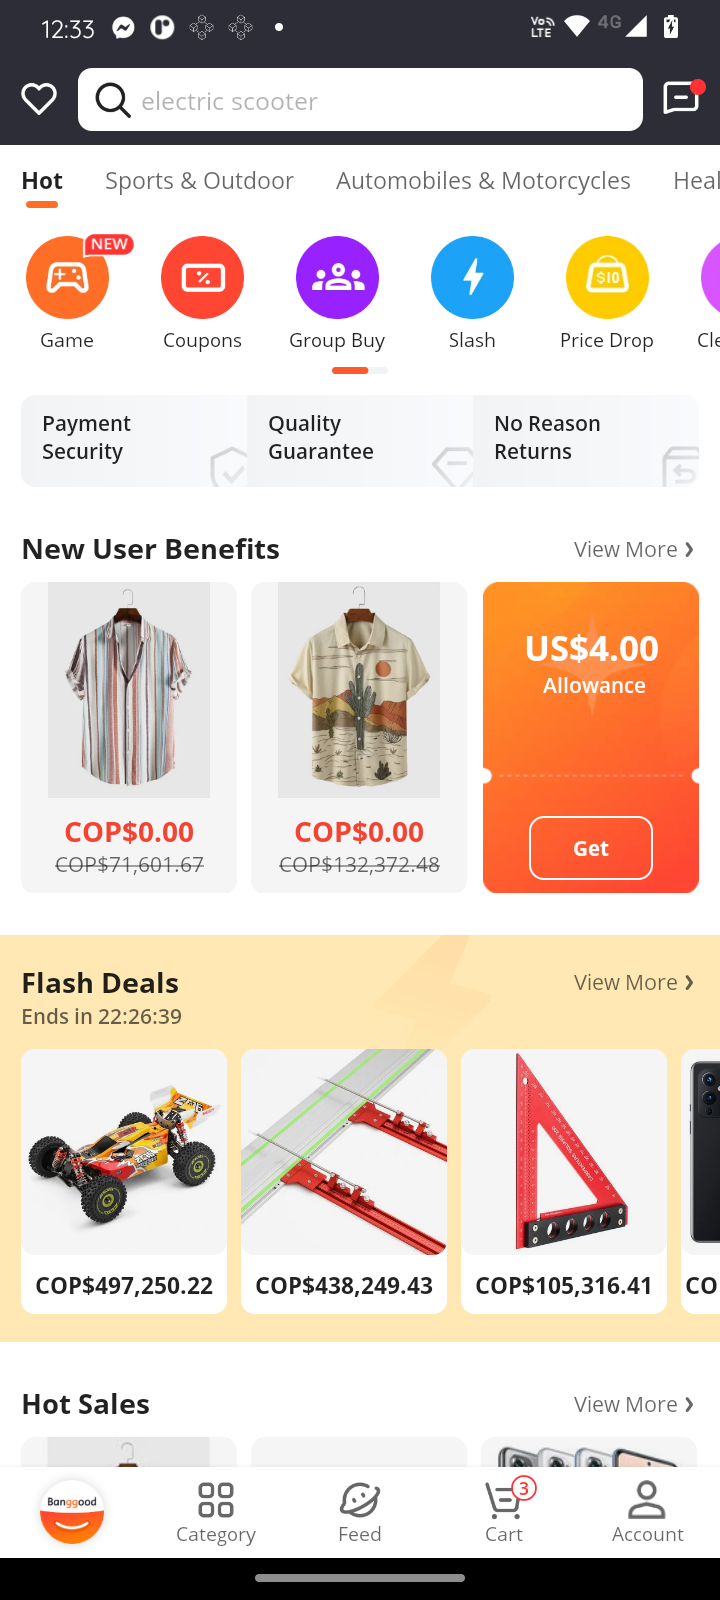 12:33
Vo LTE
4G
electric scooter
Hot
Sports & Outdoor
Automobiles & Motorcycles
Heal
NEW
Game
Coupons
Group Buy
Slash
$10
Price Drop
Cle
Payment Security
Quality Guarantee
No Reason Returns
New User Benefits
View More
COP$0.00
COP$71,601.67
COP$0.00
COP$132,372.48
US$4.00
Allowance
Get
Flash Deals
View More
Ends in 22:26:39
COP$497,250.22
COP$438,249.43
COP$105,316.41
CO
Hot Sales
View More
Banggood
Category
Feed
3
Cart
Account